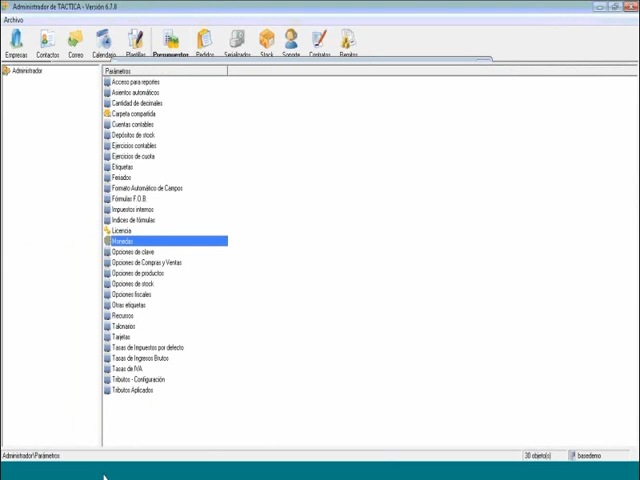 Administrador de TACTICA - Versión 6.7.8
Archivo
Empresas Contactos Correo Calendario Plantillas Presupuestos Pedidos Serializados Stock Soporte Contratos Remitos
Administrador
Parámetros
Acceso para reportes
Asientos automáticos
Cantidad de decimales
Carpeta compartida
Cuentas contables
Depósitos de stock
Ejercicios contables
Ejercicios de cuota
Etiquetas
Feriados
Formato Automático de Campos
Fórmulas F.O.B.
Impuestos internos
Indices de fórmulas
Licencia
Monedas
Opciones de clave
Opciones de Compras y Ventas
Opciones de productos
Opciones de stock
Opciones fiscales
Otras etiquetas
Recursos
Talonarios
Tarjetas
Tasas de Impuestos por defecto
Tasas de Ingresos Brutos
Tasas de IVA
Tributos - Configuración
Tributos Aplicados
Administrador\Parámetros 30 objeto(s) basedemo